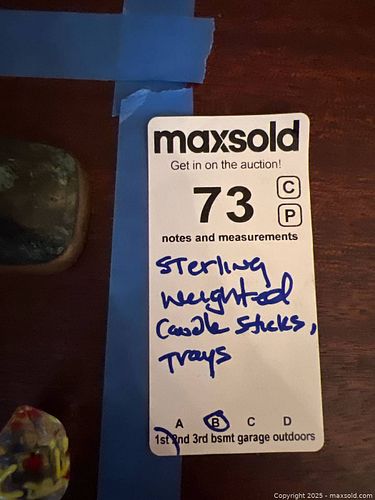 maxsold
Get in on the auction!
73
C
P
notes and measurements
Sterling
weighted
Candle Sticks,
Trays
A B C D
1st 2nd 3rd bsmt garage outdoors
Copyright 2025 - maxsold.com